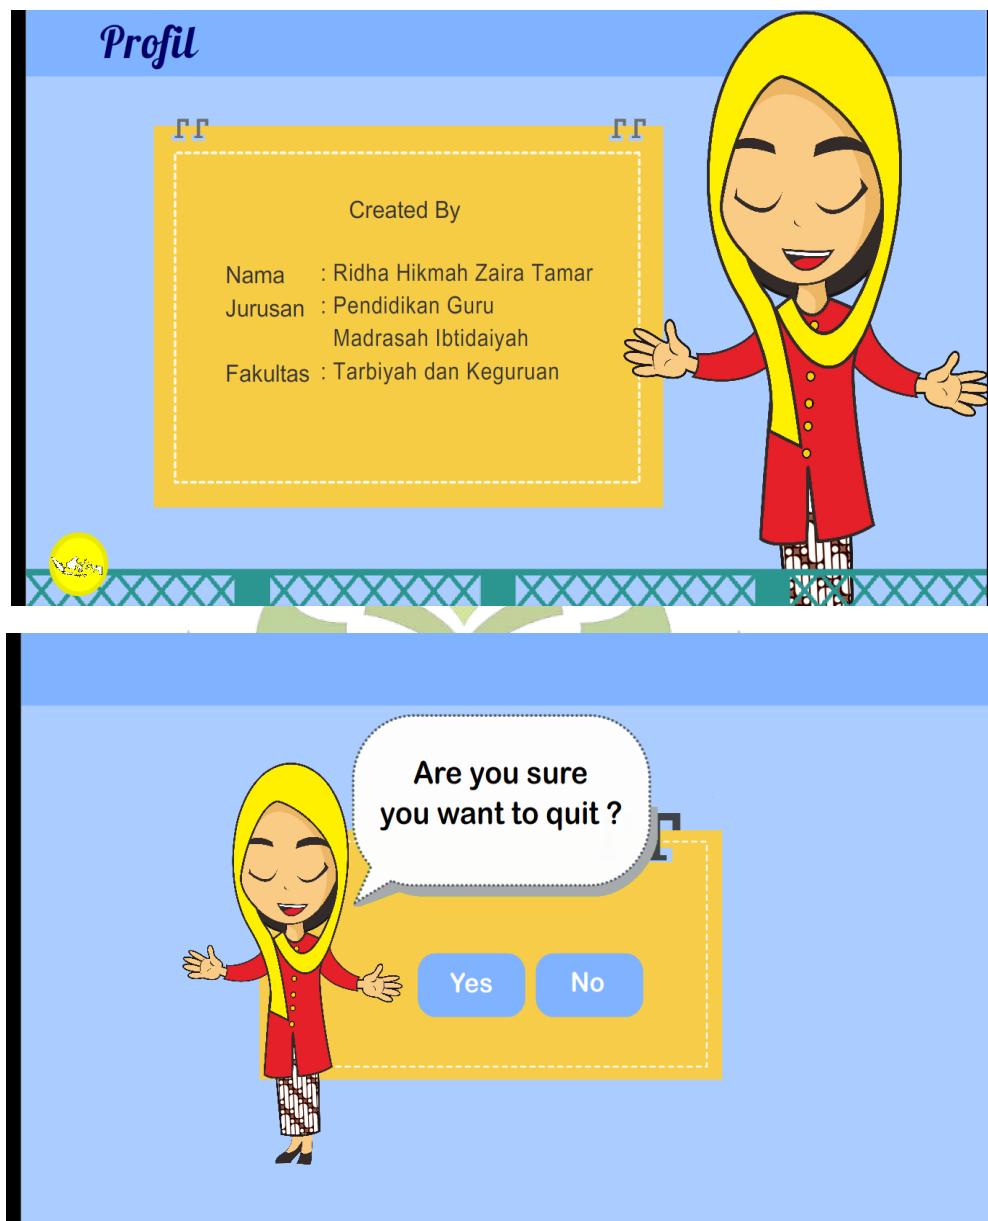 Profil
Created By
Nama : Ridha Hikmah Zaira Tamar
Jurusan : Pendidikan Guru
Madrasah Ibtidaiyah
Fakultas : Tarbiyah dan Keguruan
Are you sure
you want to quit ?
Yes No